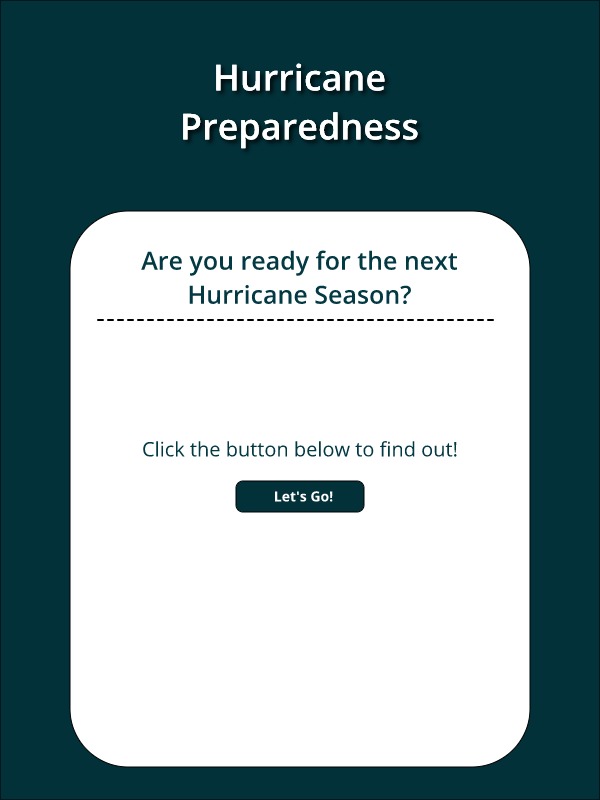 Hurricane
Preparedness
Are you ready for the next
Hurricane Season?
Click the button below to find out!
Let's Go!